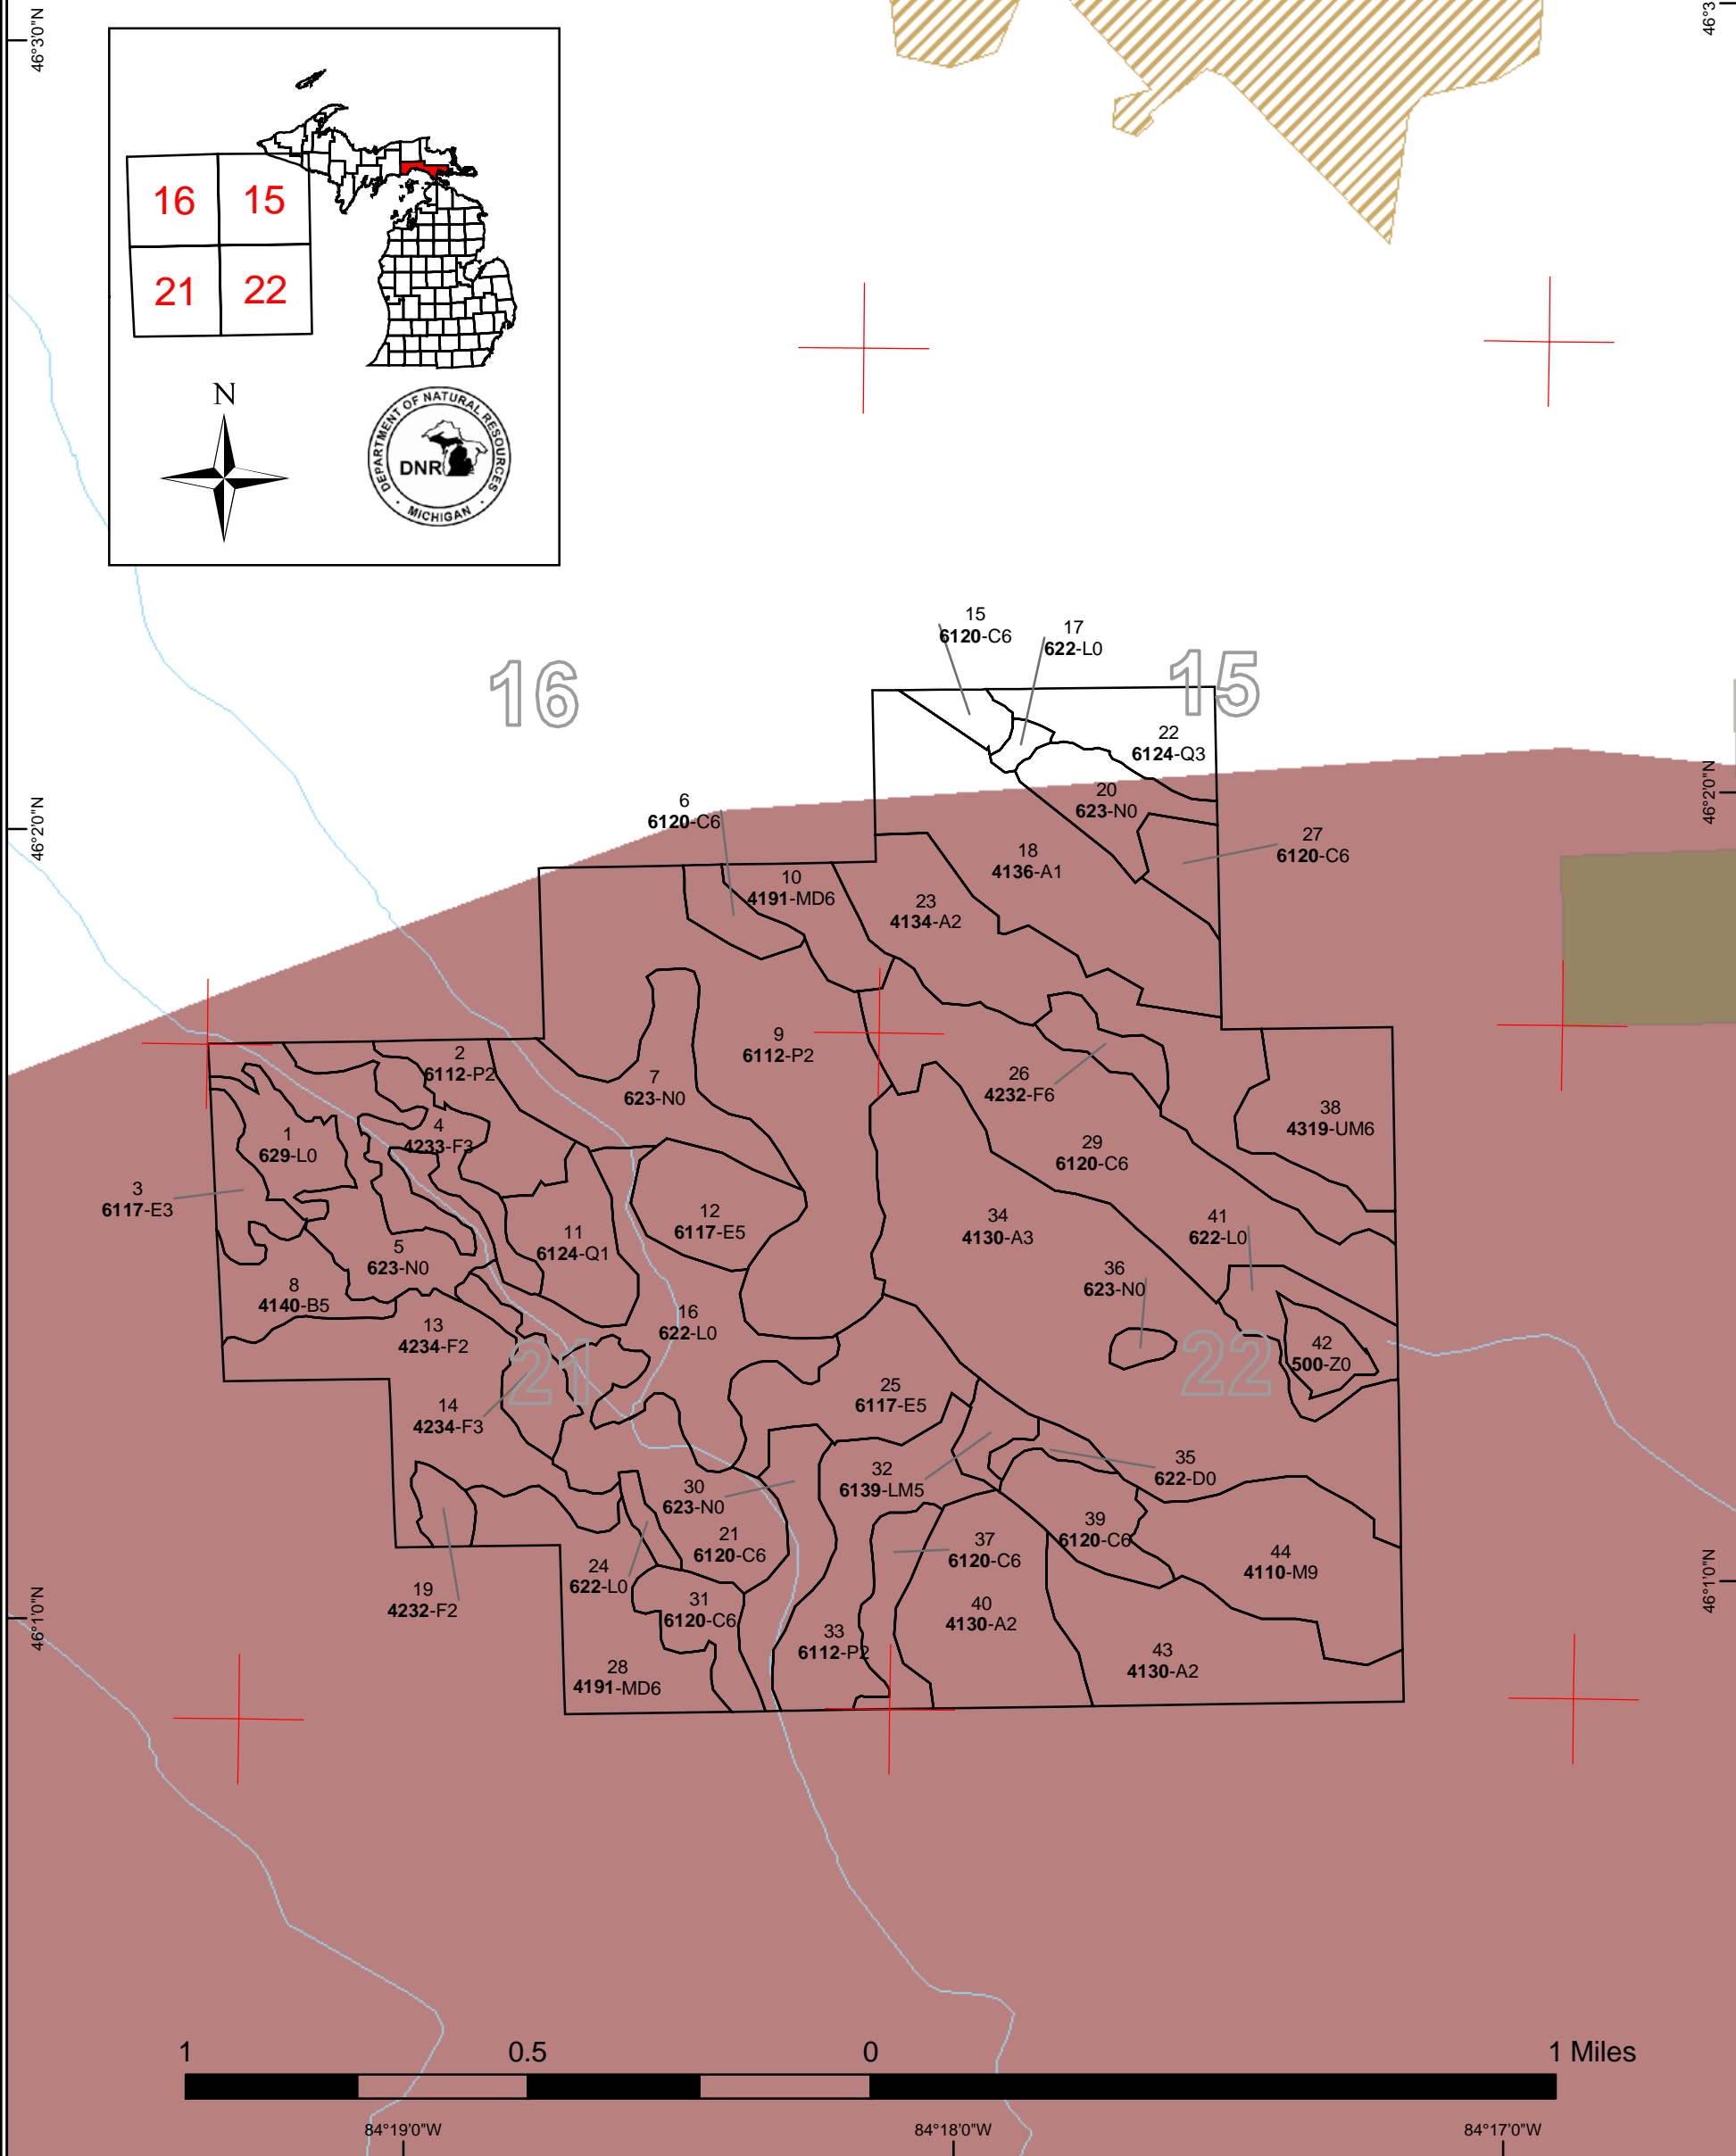 46°3'0"N
46°3
16
15
21
22
N
DEPARTMENT OF NATURAL RESOURCES
DNR
MICHIGAN
15
6120-C6
17
622-L0
16
15
22
6124-Q3
46°2'0"N
46°2'0"N
6
6120-C6
20
623-N0
27
6120-C6
18
4136-A1
10
4191-MD6
23
4134-A2
9
6112-P2
2
6112-P2
7
623-N0
26
4232-F6
38
4319-UM6
1
629-L0
4
4233-F3
29
6120-C6
3
6117-E3
12
6117-E5
34
4130-A3
41
622-L0
11
6124-Q1
5
623-N0
36
623-N0
8
4140-B5
16
622-L0
13
4234-F2
21
22
42
500-Z0
25
6117-E5
14
4234-F3
32
6139-LM5
35
622-D0
30
623-N0
21
6120-C6
39
6120-C6
37
6120-C6
44
4110-M9
24
622-L0
19
4232-F2
31
6120-C6
40
4130-A2
33
6112-P2
43
4130-A2
28
4191-MD6
46°1'0"N
46°1'0"N
1 0.5 0 1 Miles
84°19'0"W 84°18'0"W 84°17'0"W